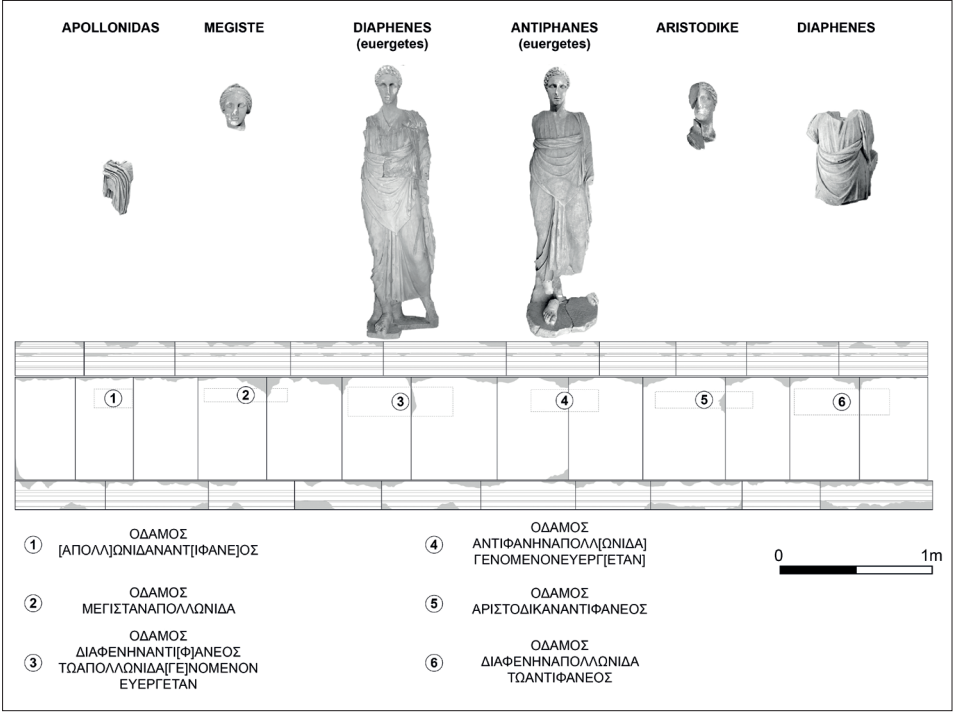 APOLLONIDAS MEGISTE DIAPHENES ANTIPHANES ARISTODIKE DIAPHENES
(euergetes) (euergetes)
1 2 3 4 5 6
1
ΟΔΑΜΟΣ
[ΑΠΟΛΛ]ΩΝΙΔΑΝΑΝΤ[ΙΦΑΝΕ]ΟΣ
2
ΟΔΑΜΟΣ
ΜΕΓΙΣΤΑΝΑΠΟΛΛΩΝΙΔΑ
3
ΟΔΑΜΟΣ
ΔΙΑΦΕΝΗΝΑΝΤΙ[Φ]ΑΝΕΟΣ
ΤΩΑΠΟΛΛΩΝΙΔΑ[ΓΕ]ΝΟΜΕΝΟΝ
ΕΥΕΡΓΕΤΑΝ
4
ΟΔΑΜΟΣ
ΑΝΤΙΦΑΝΗΝΑΠΟΛΛ[ΩΝΙΔΑ]
ΓΕΝΟΜΕΝΟΝΕΥΕΡΓ[ΕΤΑΝ]
5
ΟΔΑΜΟΣ
ΑΡΙΣΤΟΔΙΚΑΝΑΝΤΙΦΑΝΕΟΣ
6
ΟΔΑΜΟΣ
ΔΙΑΦΕΝΗΝΑΠΟΛΛΩΝΙΔΑ
ΤΩΑΝΤΙΦΑΝΕΟΣ
0 1m